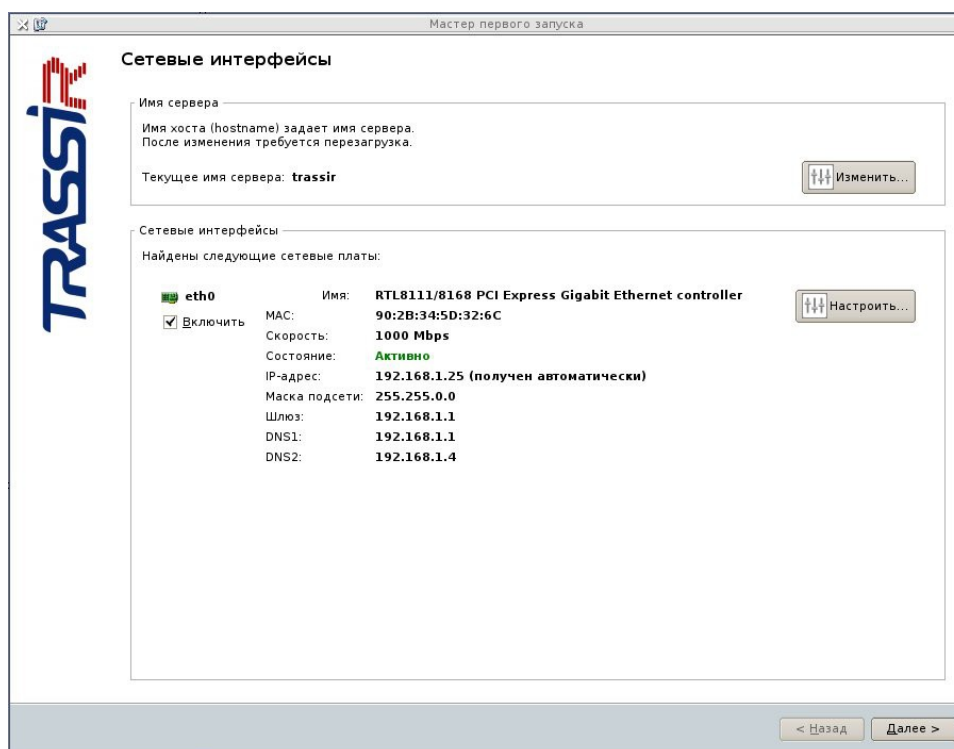 Мастер первого запуска
TRASSIR
Сетевые интерфейсы
Имя сервера
Имя хоста (hostname) задает имя сервера.
После изменения требуется перезагрузка.
Текущее имя сервера: trassir
Изменить...
Сетевые интерфейсы
Найдены следующие сетевые платы:
eth0
Включить
Имя: RTL8111/8168 PCI Express Gigabit Ethernet controller
MAC: 90:2B:34:5D:32:6C
Скорость: 1000 Mbps
Состояние: Активно
IP-адрес: 192.168.1.25 (получен автоматически)
Маска подсети: 255.255.0.0
Шлюз: 192.168.1.1
DNS1: 192.168.1.1
DNS2: 192.168.1.4
Настроить...
< Назад
Далее >